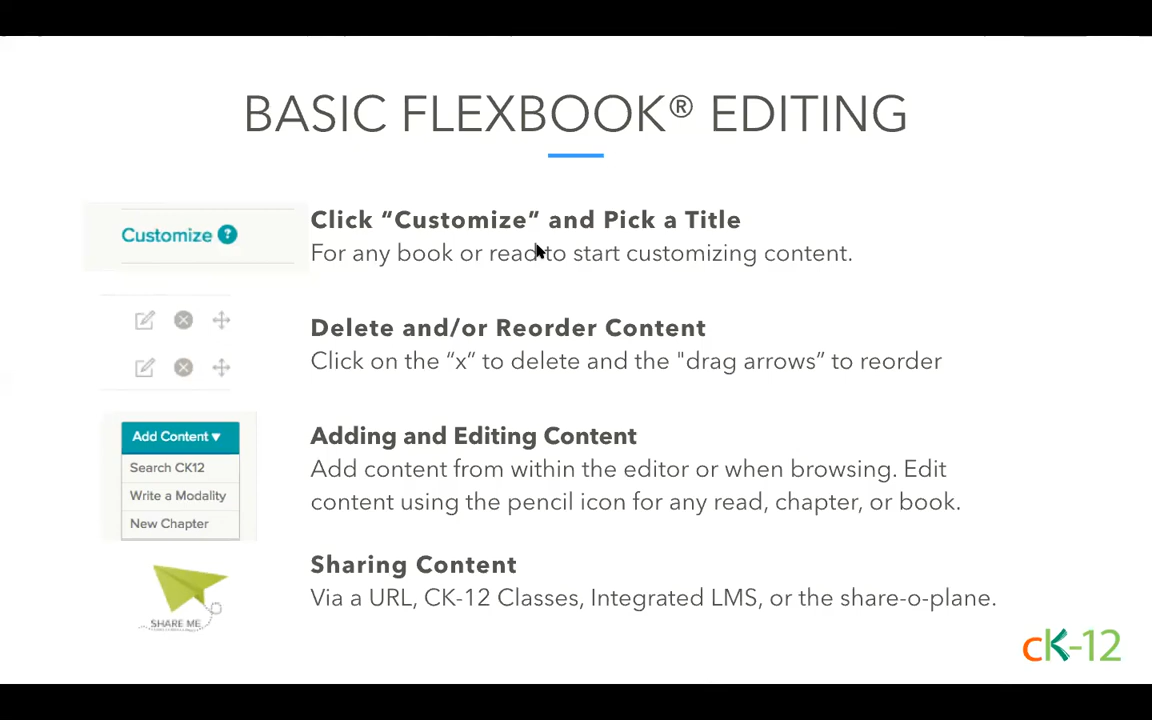 BASIC FLEXBOOK® EDITING
Customize ?
Click “Customize” and Pick a Title
For any book or read to start customizing content.
Delete and/or Reorder Content
Click on the “x” to delete and the "drag arrows” to reorder
Add Content ▼
Search CK12
Write a Modality
New Chapter
Adding and Editing Content
Add content from within the editor or when browsing. Edit
content using the pencil icon for any read, chapter, or book.
SHARE ME
Sharing Content
Via a URL, CK-12 Classes, Integrated LMS, or the share-o-plane.
cK-12